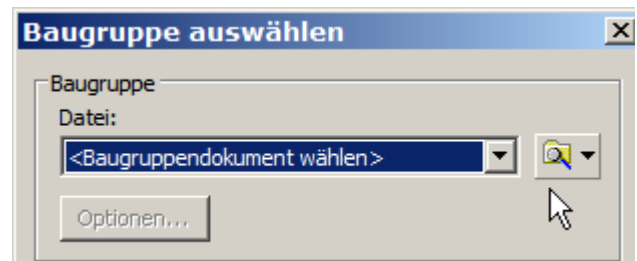 Baugruppe auswählen
Baugruppe
Datei:
<Baugruppendokument wählen>
Optionen...